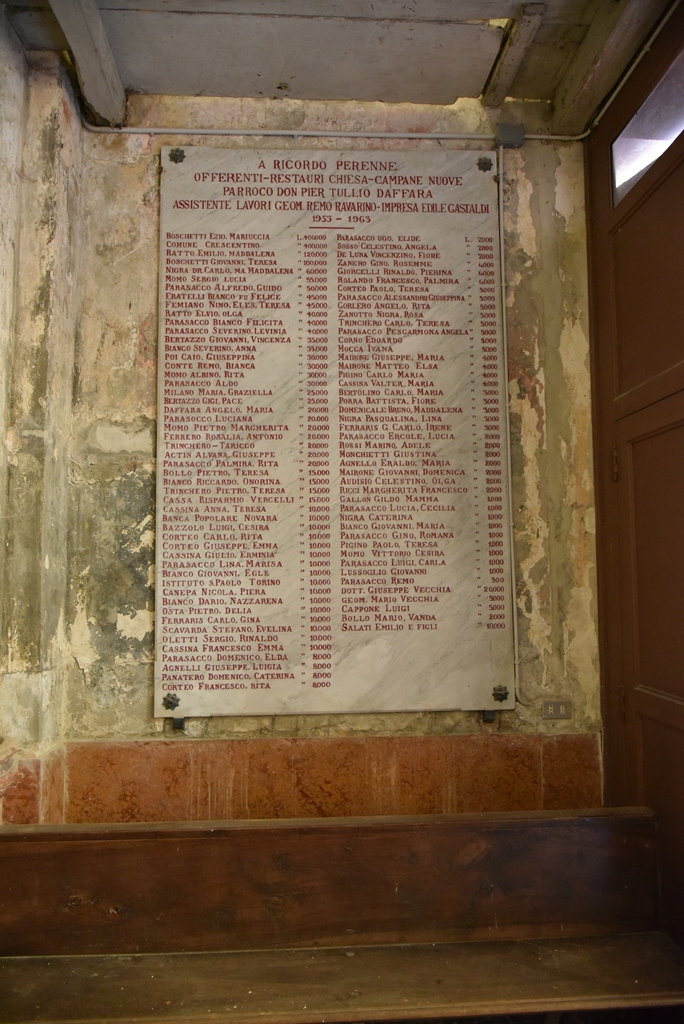 A RICORDO PERENNE
OFFERENTI-RESTAURI CHIESA-CAMPANE NUOVE
PARROCO DON PIER TULLIO DAFFARA
ASSISTENTE LAVORI GEOM. REMO RAVARINO-IMPRESA EDILE GASTALDI
1953 - 1963
BOSCHETTI EZIO, MARIUCCIA L. 400000
COMUNE CRESCENTINO " 400000
RATTO EMILIO, MADDALENA " 120000
BOSCHETTI GIOVANNI, TERESA " 100000
NIGRA DR. CARLO, MA. MADDALENA " 60000
MOMO SERGIO LUCIA " 55000
PARASACCO ALFREDO, GUIDO " 50000
FRATELLI BIANCO FU FELICE " 45000
FEMIANO NINO, ELES, TERESA " 45000
RATTO ELVIO, OLGA " 40000
PARASACCO BIANCO FILICITA " 40000
PARASACCO SEVERINO, LEVINIA " 40000
BERTAZZO GIOVANNI, VINGENZA " 35000
BIANCO SEVERINO, ANNA " 35000
POI CAIO, GIUSEPPINA " 30000
CONTE REMO, BIANCA " 30000
MOMO ALBINO, RITA " 30000
PARASACCO ALDO " 30000
MILANO MARIA, GRAZIELLA " 25000
BERTAZZO GIGI, PACE " 25000
DAFFARA ANGELO, MARIA " 20000
PARASOCCO LUCIANA " 20000
MOMO PIETRO MARGHERITA " 20000
FERRERO ROSALIA, ANTONIO " 20000
TRINCHERO-TARICCO " 20000
ACTIS ALVANA, GIUSEPPE " 20000
PARASACCO PALMIRA, RITA " 20000
BOLLO PIETRO, TERESA " 15000
BIANCO RICCARDO, ONORINA " 15000
TRINCHERO PIETRO, TERESA " 15000
CASSA RISPARMIO VERCELLI " 15000
CASSINA ANNA, TERESA " 10000
BANCA POPOLARE NOVARA " 10000
BAZZOLO LUIGI, CESIRA " 10000
CORTEO CARLO, RITA " 10000
CORTEO GIUSEPPE, EMMA " 10000
CASSINA GIULIO, ERMINIA " 10000
PARASACCO LINA, MARISA " 10000
BIANCO GIOVANNI, EGLE " 10000
ISTITUTO S.PAOLO TORINO " 10000
CANEPA NICOLA, PIERA " 10000
BIANCO DARIO, NAZZARENA " 10000
OSTA PIETRO, DELIA " 10000
FERRARIS CARLO, GINA " 10000
SCAVARDA STEFANO, EVELINA " 10000
OLETTI SERGIO, RINALDO " 10000
CASSINA FRANCESCO EMMA " 10000
PARASACCO DOMENICO, ELDA " 8000
AGNELLI GIUSEPPE, LUIGIA " 8000
PANATERO DOMENICO, CATERINA " 8000
CORTEO FRANCESCO, RITA " 8000
PARASACCO UGO, ELIDE L. 7000
SOSSO CELESTINO, ANGELA " 7000
DE LUNA VINCENZINO, FIORE " 7000
ZANERO GINO, ROSEMME " 6000
GIORCELLI RINALDO, PIERINA " 6000
ROLANDO FRANCESCO, PALMIRA " 6000
CORTEO PAOLO, TERESA " 5000
PARASACCO ALESSANDRO GIUSEPPINA " 5000
GORLERO ANGELO, RITA " 5000
ZANOTTO NIGRA, ROSA " 5000
TRINCHERO CARLO, TERESA " 5000
PARASACCO PESCARMONA ANGELA " 5000
CORNO EDOARDO " 5000
MOCCA IVANA " 5000
MAIRONE GIUSEPPE, MARIA " 4000
MAIRONE MATTEO, ELSA " 4000
PIGINO CARLO MARIA " 4000
CASSINA VALTER, MARIA " 4000
BERTOLINO CARLO, MARIA " 3000
PORRA BATTISTA, FIORE " 3000
DOMENICALE BRUNO, MADDALENA " 3000
NIGRA PASQUALINA, LINA " 3000
FERRARIS G. CARLO, IRENE " 3000
PARASACCO ERCOLE, LUCIA " 2000
ROSSI MARINO, ADELE " 2000
MONCHIETTI GIUSTINA " 2000
AGNELLO ERALDO, MARIA " 2000
MAIRONE GIOVANNI, DOMENICA " 2000
AUDISIO CELESTINO, OLGA " 2000
RICCI MARGHERITA FRANCESCO " 2000
GALLON GILDO MAMMA " 1000
PARASACCO LUCIA, CECILIA " 1000
NIGRA CATERINA " 1000
BIANCO GIOVANNI, MARIA " 1000
PARASACCO GINO, ROMANA " 1000
PIGINO PAOLO, TERESA " 1000
MOMO VITTORIO CESIRA " 1000
PARASACCO LUIGI, CARLA " 1000
LUSSOGLIO GIOVANNI " 1000
PARASACCO REMO " 500
DOTT. GIUSEPPE VECCHIA " 20000
GEOM. MARIO VECCHIA " 5000
CAPPONE LUIGI " 5000
BOLLO MARIO, VANDA " 2000
SALATI EMILIO E FIGLI " 10000